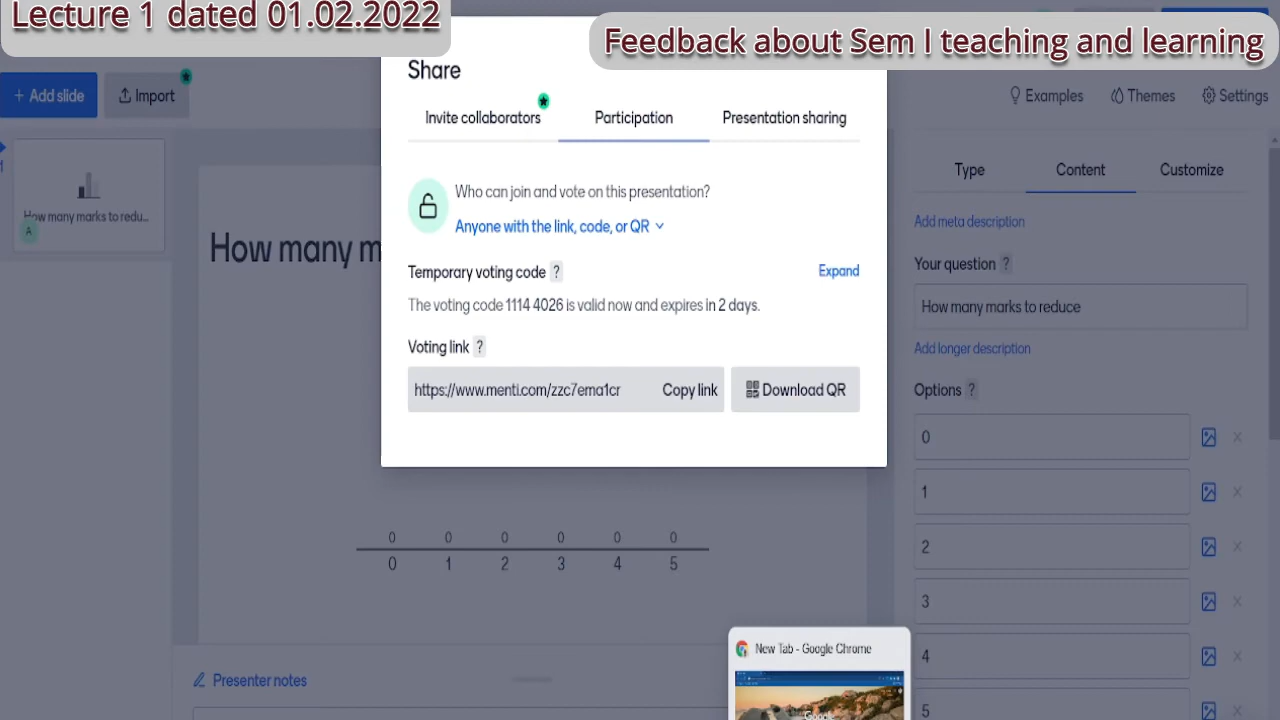 Lecture 1 dated 01.02.2022
Feedback about Sem I teaching and learning
Share
+ Add slide
Import
Examples
Themes
Settings
Invite collaborators
Participation
Presentation sharing
1
How many marks to redu...
A
How many m
Who can join and vote on this presentation?
Anyone with the link, code, or QR
Temporary voting code ?
Expand
The voting code 1114 4026 is valid now and expires in 2 days.
Voting link ?
https://www.menti.com/zzc7ema1cr
Copy link
Download QR
0 0 0 0 0 0
0 1 2 3 4 5
Presenter notes
New Tab - Google Chrome
Google
Type
Content
Customize
Add meta description
Your question ?
How many marks to reduce
Add longer description
Options ?
0
1
2
3
4
5